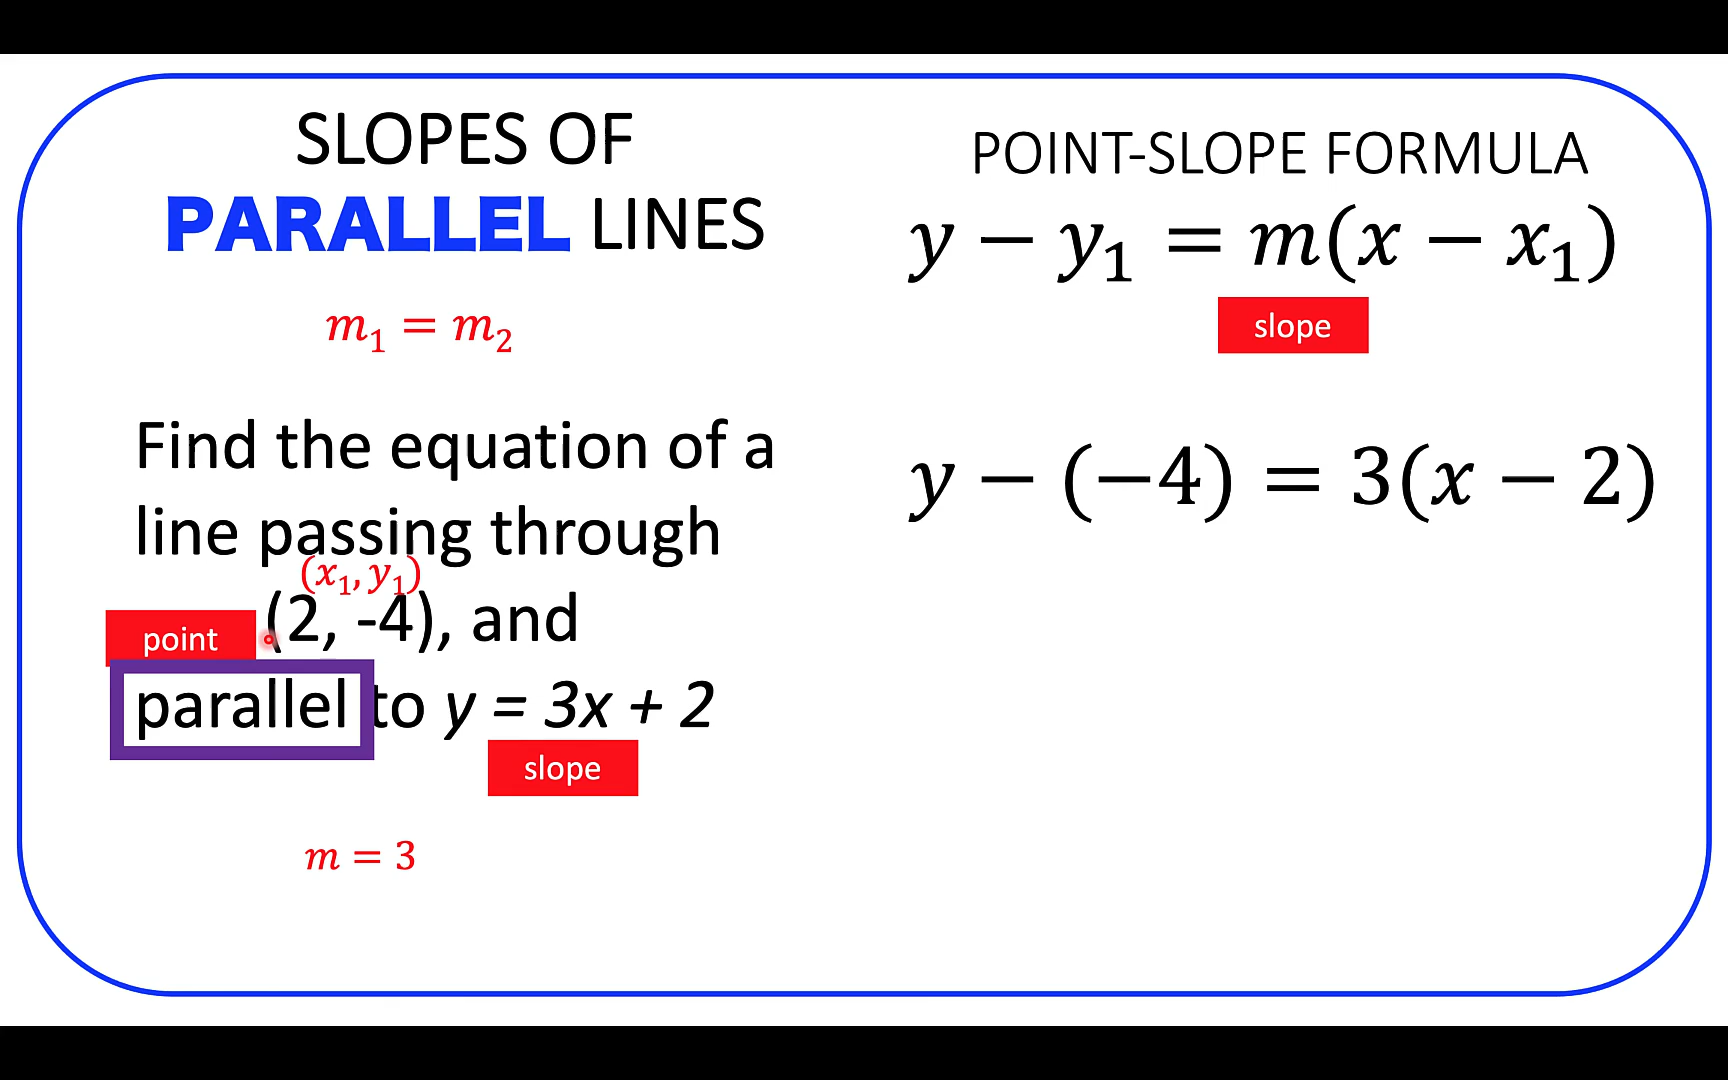 SLOPES OF
PARALLEL LINES
m₁ = m₂
Find the equation of a
line passing through
(x₁, y₁)
point (2, -4), and
parallel to y = 3x + 2
slope
m = 3
POINT-SLOPE FORMULA
y − y₁ = m(x − x₁)
slope
y − (−4) = 3(x − 2)